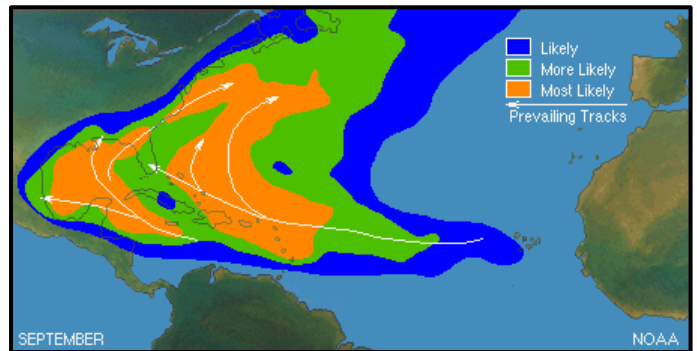 Likely
More Likely
Most Likely
Prevailing Tracks
SEPTEMBER
NOAA